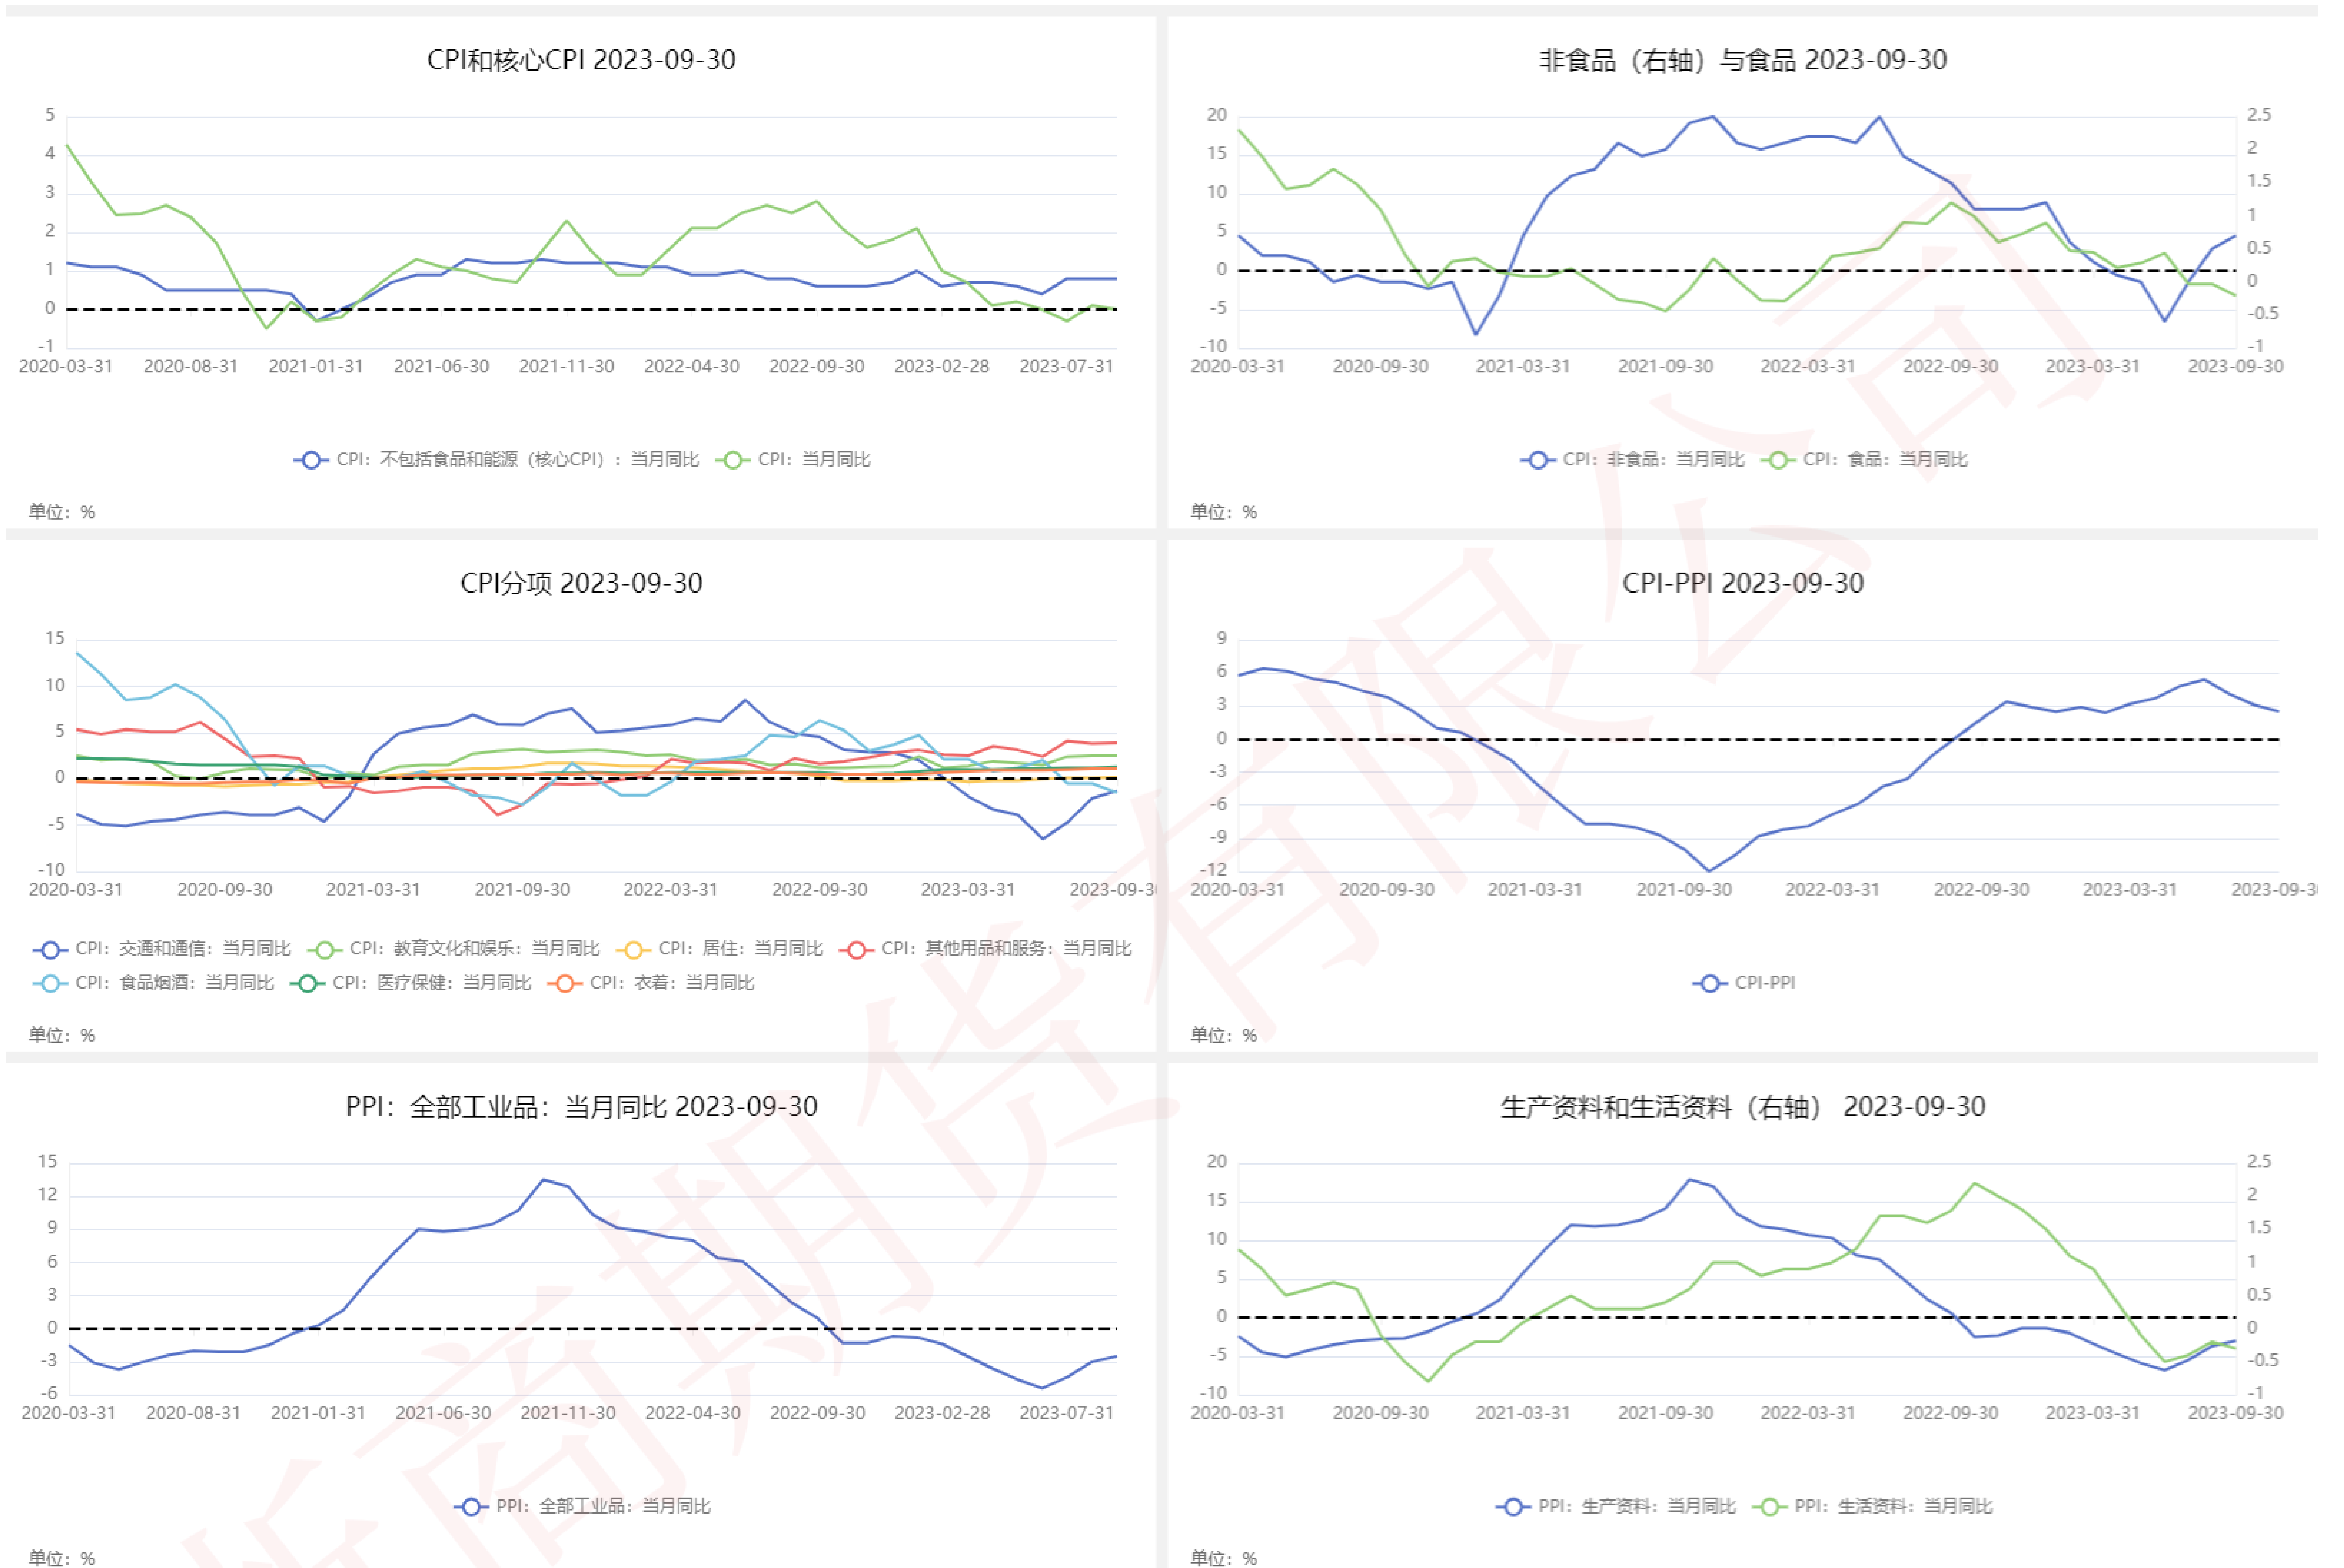 CPI和核心CPI 2023-09-30
5
4
3
2
1
0
-1
2020-03-31 2020-08-31 2021-01-31 2021-06-30 2021-11-30 2022-04-30 2022-09-30 2023-02-28 2023-07-31
CPI：不包括食品和能源（核心CPI）：当月同比 CPI：当月同比
单位：%
非食品（右轴）与食品 2023-09-30
20 2.5
15 2
10 1.5
5 1
0 0.5
-5 0
-10 -0.5
-1
2020-03-31 2020-09-30 2021-03-31 2021-09-30 2022-03-31 2022-09-30 2023-03-31 2023-09-30
CPI：非食品：当月同比 CPI：食品：当月同比
单位：%
CPI分项 2023-09-30
15
10
5
0
-5
-10
2020-03-31 2020-09-30 2021-03-31 2021-09-30 2022-03-31 2022-09-30 2023-03-31 2023-09-30
CPI：交通和通信：当月同比 CPI：教育文化和娱乐：当月同比 CPI：居住：当月同比 CPI：其他用品和服务：当月同比
CPI：食品烟酒：当月同比 CPI：医疗保健：当月同比 CPI：衣着：当月同比
单位：%
CPI-PPI 2023-09-30
9
6
3
0
-3
-6
-9
-12
2020-03-31 2020-09-30 2021-03-31 2021-09-30 2022-03-31 2022-09-30 2023-03-31 2023-09-3
CPI-PPI
单位：%
PPI：全部工业品：当月同比 2023-09-30
15
12
9
6
3
0
-3
-6
2020-03-31 2020-08-31 2021-01-31 2021-06-30 2021-11-30 2022-04-30 2022-09-30 2023-02-28 2023-07-31
PPI：全部工业品：当月同比
单位：%
生产资料和生活资料（右轴） 2023-09-30
20 2.5
15 2
10 1.5
5 1
0 0.5
-5 0
-10 -0.5
-1
2020-03-31 2020-09-30 2021-03-31 2021-09-30 2022-03-31 2022-09-30 2023-03-31 2023-09-30
PPI：生产资料：当月同比 PPI：生活资料：当月同比
单位：%
商期货有限公司